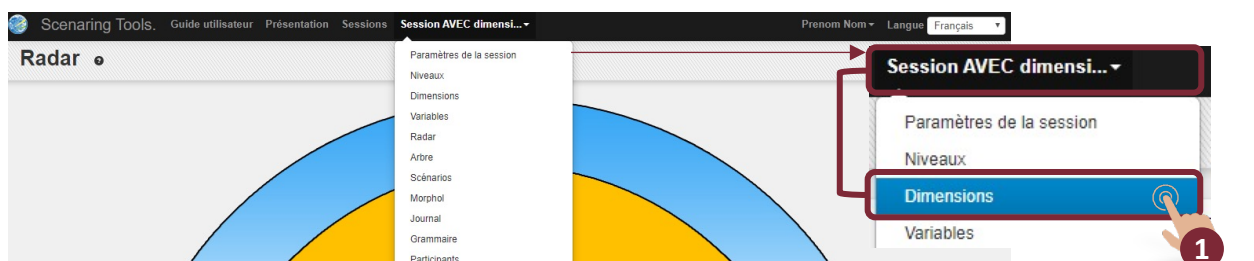 Scenaring Tools. Guide utilisateur Présentation Sessions Session AVEC dimensi... Prenom Nom Langue Français
Radar
Paramètres de la session
Niveaux
Dimensions
Variables
Radar
Arbre
Scénarios
Morphol
Journal
Grammaire
Participants
Session AVEC dimensi...
Paramètres de la session
Niveaux
Dimensions
Variables
1